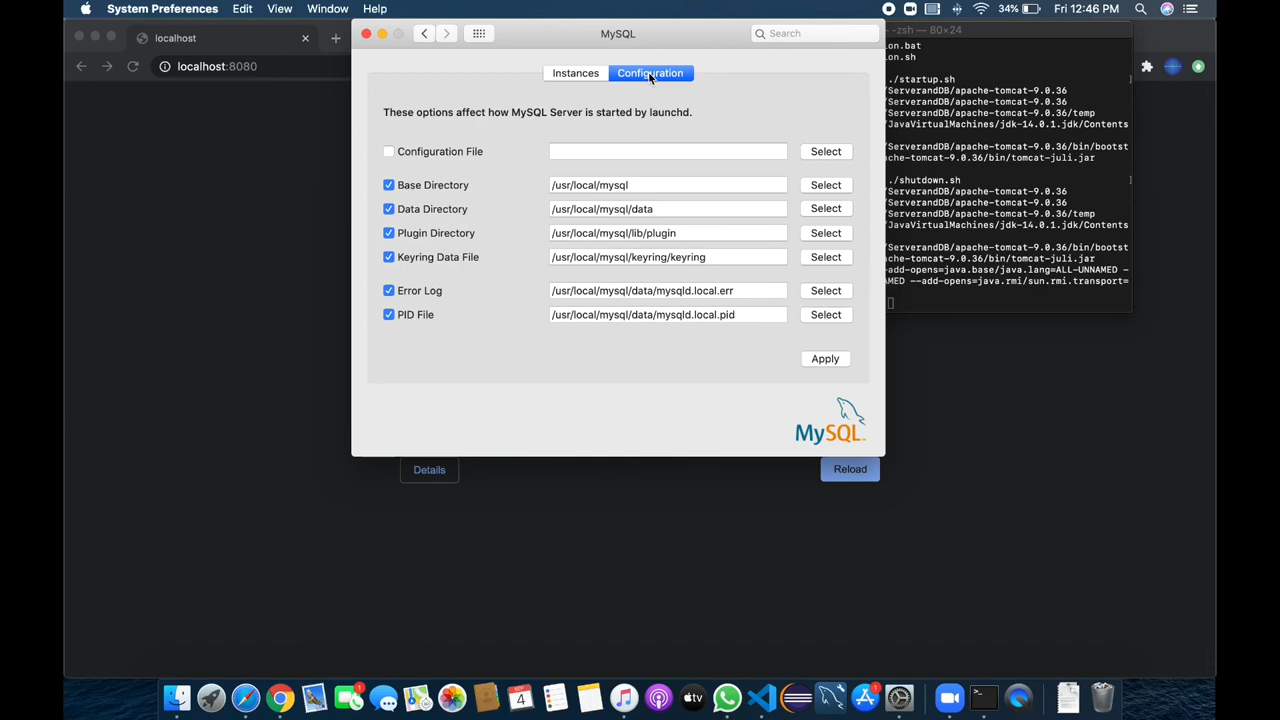 System Preferences Edit View Window Help
34% Fri 12:46 PM
localhost
localhost:8080
MySQL
Search
Instances Configuration
These options affect how MySQL Server is started by launchd.
Configuration File Select
Base Directory /usr/local/mysql Select
Data Directory /usr/local/mysql/data Select
Plugin Directory /usr/local/mysql/lib/plugin Select
Keyring Data File /usr/local/mysql/keyring/keyring Select
Error Log /usr/local/mysql/data/mysqld.local.err Select
PID File /usr/local/mysql/data/mysqld.local.pid Select
Apply
MySQL™
Details Reload
-zsh — 80×24
on.bat
on.sh
./startup.sh ]
/ServerandDB/apache-tomcat-9.0.36
/ServerandDB/apache-tomcat-9.0.36
/ServerandDB/apache-tomcat-9.0.36/temp
/JavaVirtualMachines/jdk-14.0.1.jdk/Contents
/ServerandDB/apache-tomcat-9.0.36/bin/bootst
che-tomcat-9.0.36/bin/tomcat-juli.jar
./shutdown.sh ]
/ServerandDB/apache-tomcat-9.0.36
/ServerandDB/apache-tomcat-9.0.36
/ServerandDB/apache-tomcat-9.0.36/temp
/JavaVirtualMachines/jdk-14.0.1.jdk/Contents
/ServerandDB/apache-tomcat-9.0.36/bin/bootst
che-tomcat-9.0.36/bin/tomcat-juli.jar
-add-opens=java.base/java.lang=ALL-UNNAMED -
AMED --add-opens=java.rmi/sun.rmi.transport=
1
SEP
4
tv
1